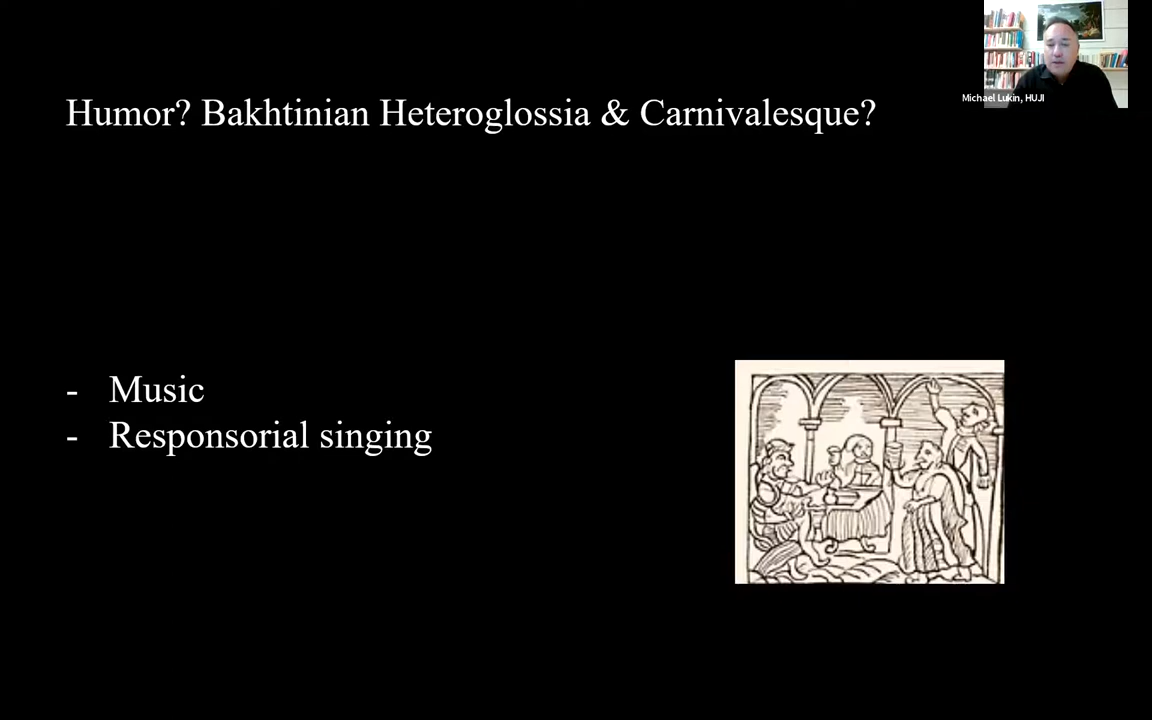 Humor? Bakhtinian Heteroglossia & Carnivalesque?
Michael Lukin, HUJI
- Music
- Responsorial singing